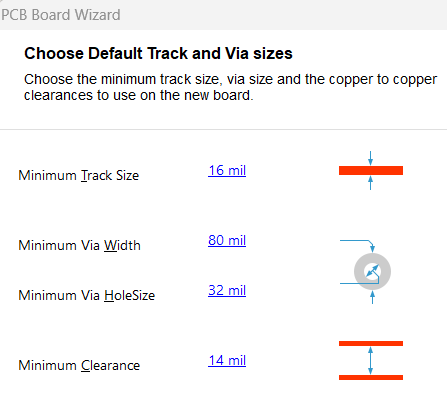 PCB Board Wizard
Choose Default Track and Via sizes
Choose the minimum track size, via size and the copper to copper
clearances to use on the new board.
Minimum Track Size 16 mil
Minimum Via Width 80 mil
Minimum Via HoleSize 32 mil
Minimum Clearance 14 mil